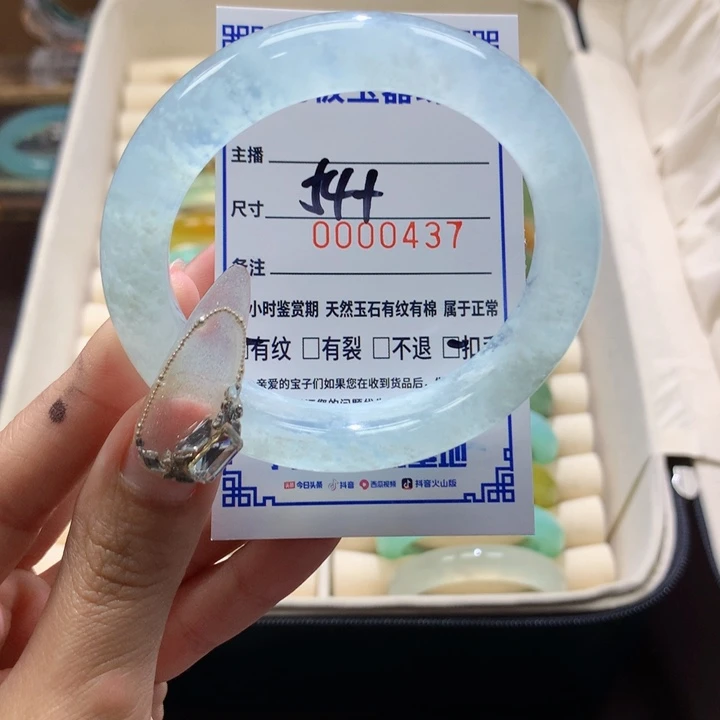 主播
尺寸 54+
0000437
备注
小时鉴赏期 天然玉石有纹有棉 属于正常
有纹 □有裂 □不退 □扣
亲爱的宝子们如果您在收到货品后
今日头条 抖音 西瓜视频 抖音火山版